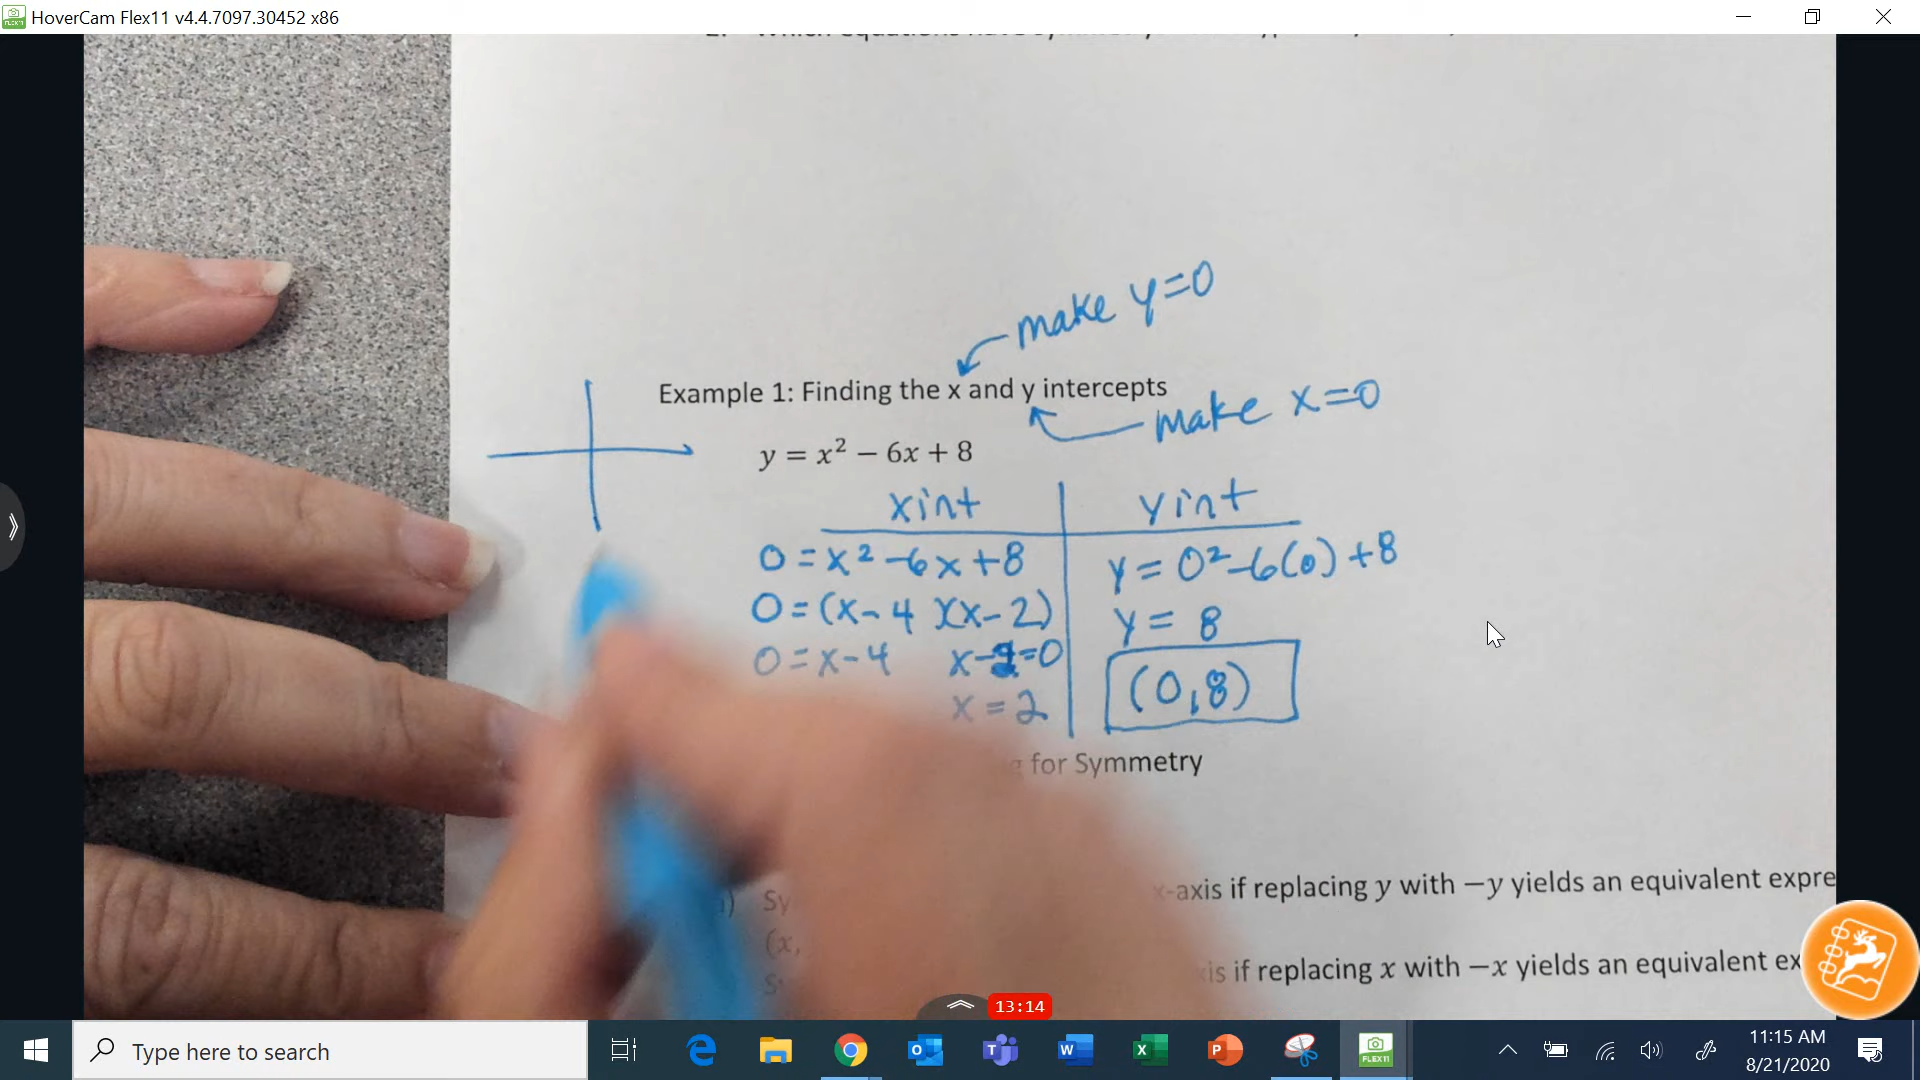 HoverCam Flex11 v4.4.7097.30452 x86
make y=0
Example 1: Finding the x and y intercepts
make x=0
y = x² − 6x + 8
x int
y int
0 = x² -6x +8
y = 0² -6(0) +8
0 = (x- 4 )(x- 2)
y = 8
0 = x - 4
x-2=0
(0,8)
x = 2
for Symmetry
x-axis if replacing y with −y yields an equivalent expre
is if replacing x with −x yields an equivalent ex
13:14
Type here to search
11:15 AM
8/21/2020
FLEX11